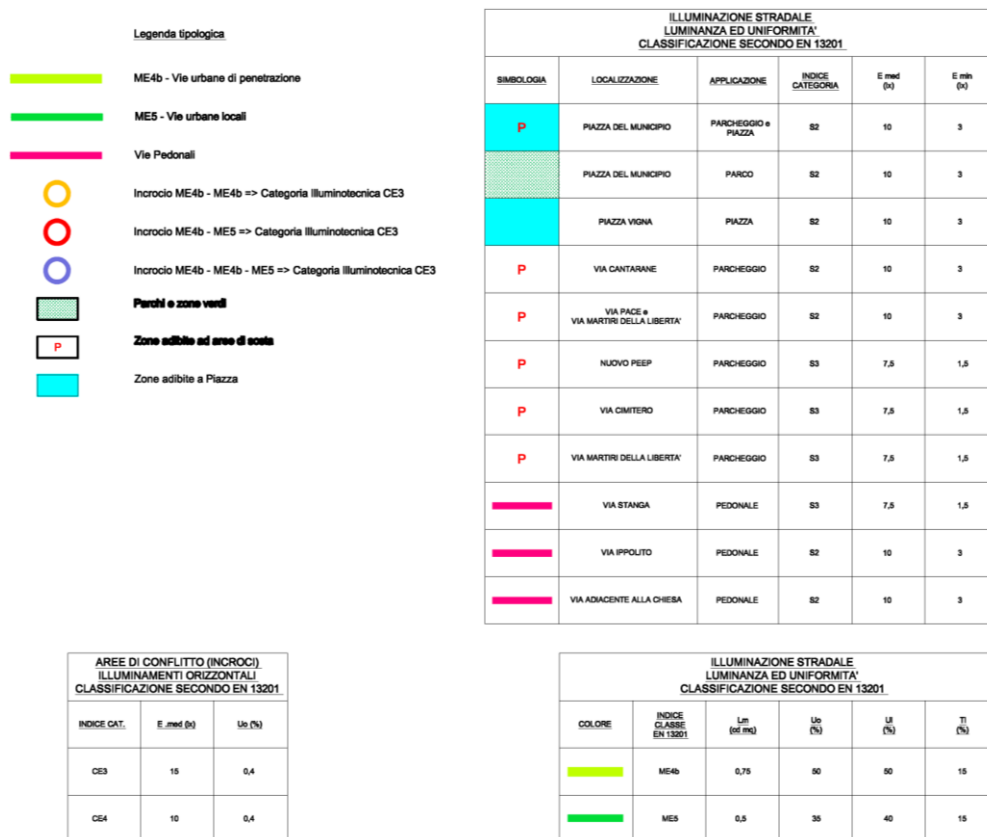 Legenda tipologica
ME4b - Vie urbane di penetrazione
ME5 - Vie urbane locali
Vie Pedonali
Incrocio ME4b - ME4b => Categoria Illuminotecnica CE3
Incrocio ME4b - ME5 => Categoria Illuminotecnica CE3
Incrocio ME4b - ME4b - ME5 => Categoria Illuminotecnica CE3
Parchi e zone verdi
P
Zone adibite ad aree di sosta
Zone adibite a Piazza
ILLUMINAZIONE STRADALE
LUMINANZA ED UNIFORMITA'
CLASSIFICAZIONE SECONDO EN 13201
SIMBOLOGIA LOCALIZZAZIONE APPLICAZIONE INDICE CATEGORIA E med (lx) E min (lx)
P PIAZZA DEL MUNICIPIO PARCHEGGIO e PIAZZA S2 10 3
PIAZZA DEL MUNICIPIO PARCO S2 10 3
PIAZZA VIGNA PIAZZA S2 10 3
P VIA CANTARANE PARCHEGGIO S2 10 3
P VIA PACE e VIA MARTIRI DELLA LIBERTA' PARCHEGGIO S2 10 3
P NUOVO PEEP PARCHEGGIO S3 7,5 1,5
P VIA CIMITERO PARCHEGGIO S3 7,5 1,5
P VIA MARTIRI DELLA LIBERTA' PARCHEGGIO S3 7,5 1,5
VIA STANGA PEDONALE S3 7,5 1,5
VIA IPPOLITO PEDONALE S2 10 3
VIA ADIACENTE ALLA CHIESA PEDONALE S2 10 3
AREE DI CONFLITTO (INCROCI)
ILLUMINAMENTI ORIZZONTALI
CLASSIFICAZIONE SECONDO EN 13201
INDICE CAT. E .med (lx) Uo (%)
CE3 15 0,4
CE4 10 0,4
ILLUMINAZIONE STRADALE
LUMINANZA ED UNIFORMITA'
CLASSIFICAZIONE SECONDO EN 13201
COLORE INDICE CLASSE EN 13201 Lm (cd mq) Uo (%) Ul (%) TI (%)
ME4b 0,75 50 50 15
ME5 0,5 35 40 15